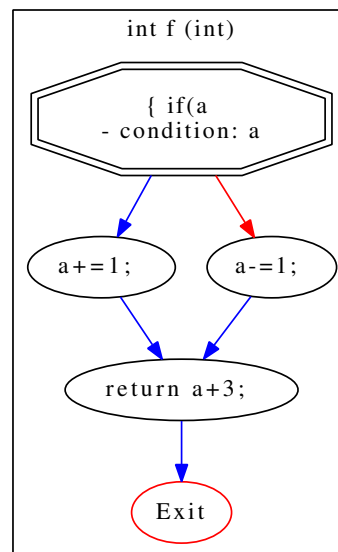 int f (int)
{ if(a
- condition: a
a+=1;
a-=1;
return a+3;
Exit